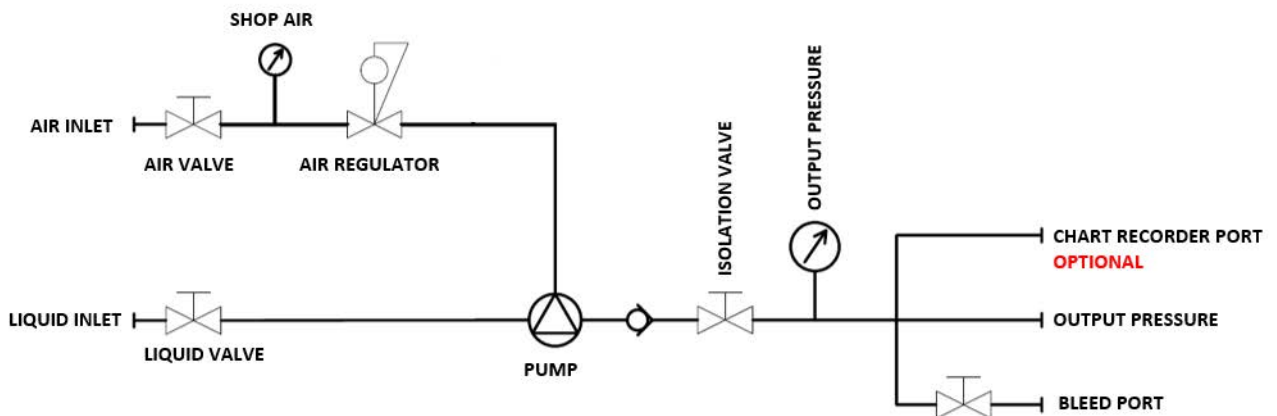 SHOP AIR
AIR INLET
AIR VALVE
AIR REGULATOR
OUTPUT PRESSURE
ISOLATION VALVE
CHART RECORDER PORT
OPTIONAL
LIQUID INLET
OUTPUT PRESSURE
LIQUID VALVE
PUMP
BLEED PORT